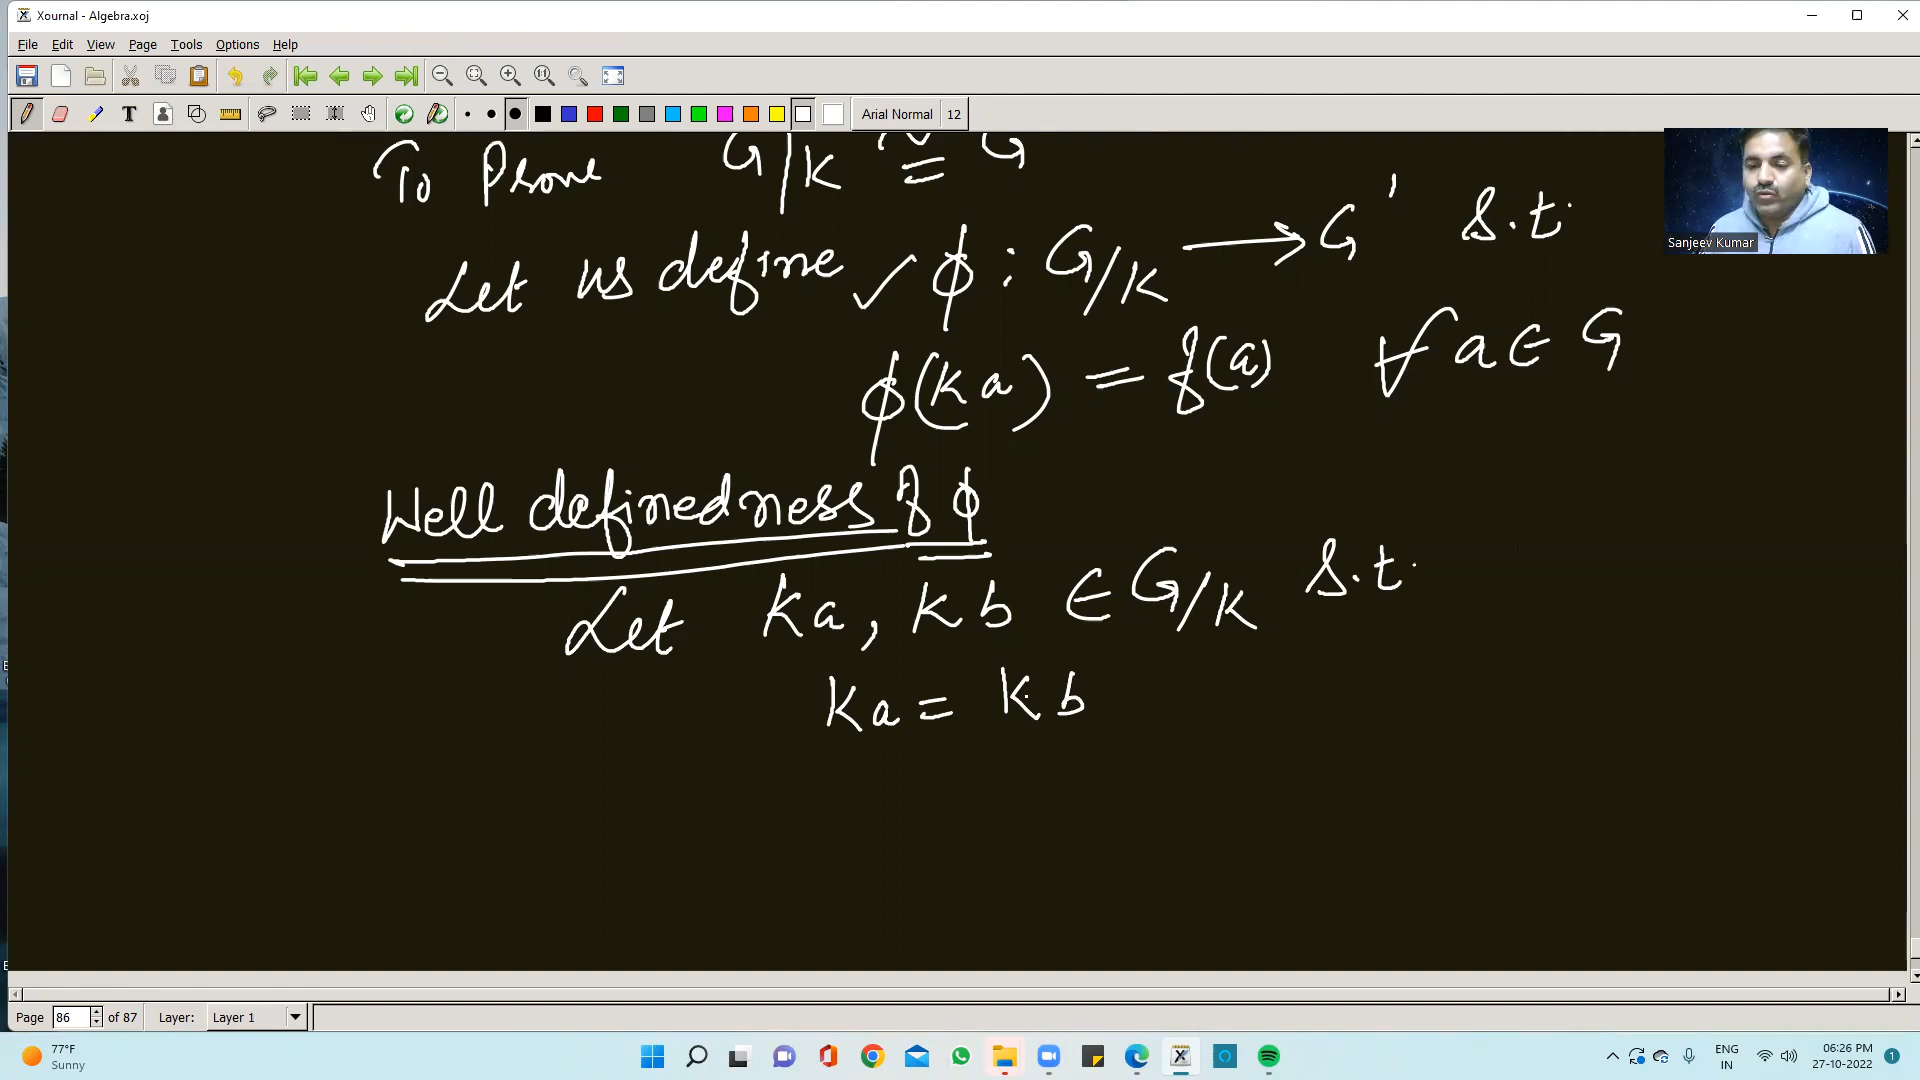 Xournal - Algebra.xoj
File Edit View Page Tools Options Help
Arial Normal 12
To Prove G/K ≅ G
Let us define ✓ ϕ : G/K → G' s.t.
ϕ(Ka) = f(a) ∀ a ∈ G
Well definedness of ϕ
Let Ka, Kb ∈ G/K s.t.
Ka = Kb
Sanjeev Kumar
Page 86 of 87 Layer: Layer 1
77°F
Sunny
ENG
IN
06:26 PM
27-10-2022
1